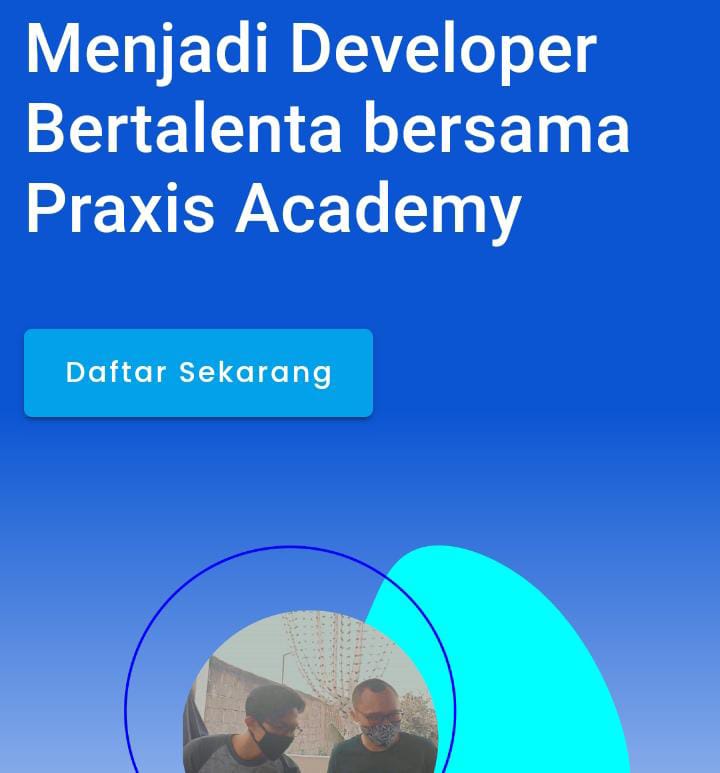 Menjadi Developer
Bertalenta bersama
Praxis Academy
Daftar Sekarang